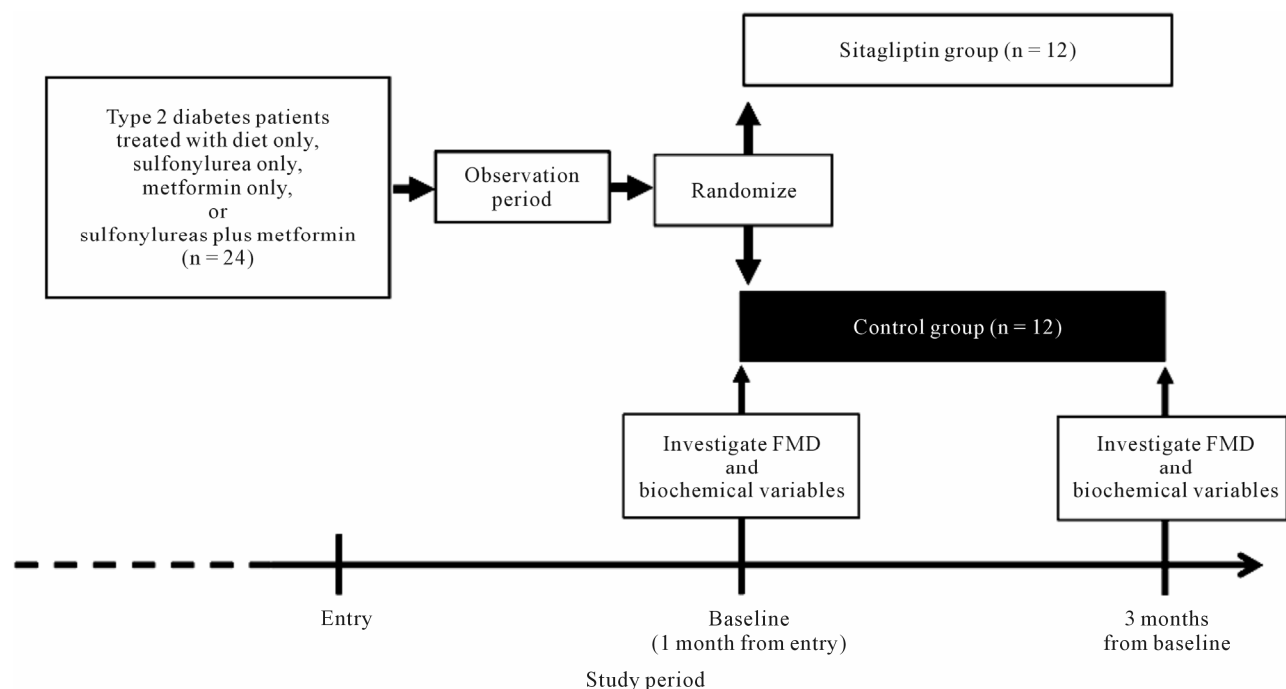 Sitagliptin group (n = 12)
Type 2 diabetes patients
treated with diet only,
sulfonylurea only,
metformin only,
or
sulfonylureas plus metformin
(n = 24)
Observation
period
Randomize
Control group (n = 12)
Investigate FMD
and
biochemical variables
Investigate FMD
and
biochemical variables
Entry
Baseline
(1 month from entry)
3 months
from baseline
Study period